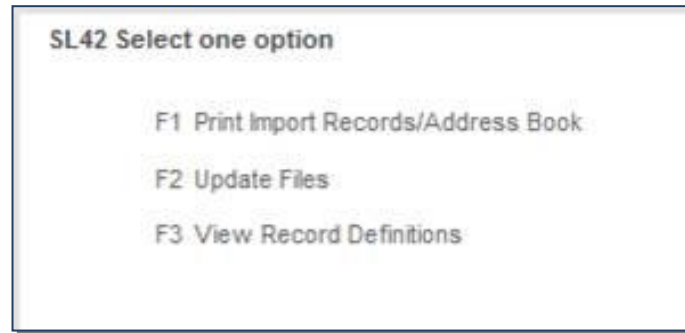 SL42 Select one option
F1 Print Import Records/Address Book
F2 Update Files
F3 View Record Definitions